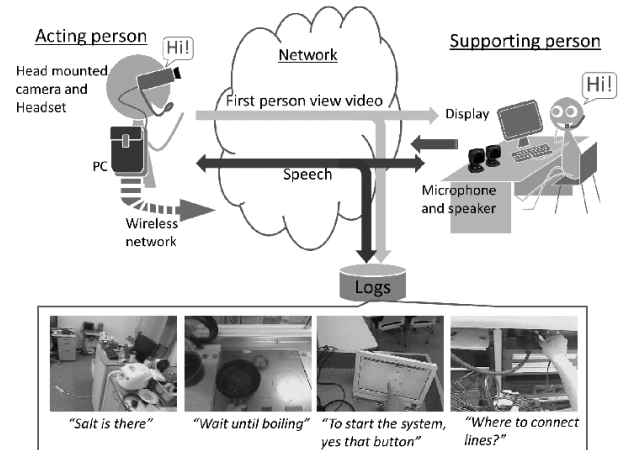 Acting person
Hi!
Head mounted
camera and
Headset
PC
Wireless
network
Network
First person view video
Speech
Supporting person
Hi!
Display
Microphone
and speaker
Logs
"Salt is there"
"Wait until boiling"
"To start the system,
yes that button"
"Where to connect
lines?"